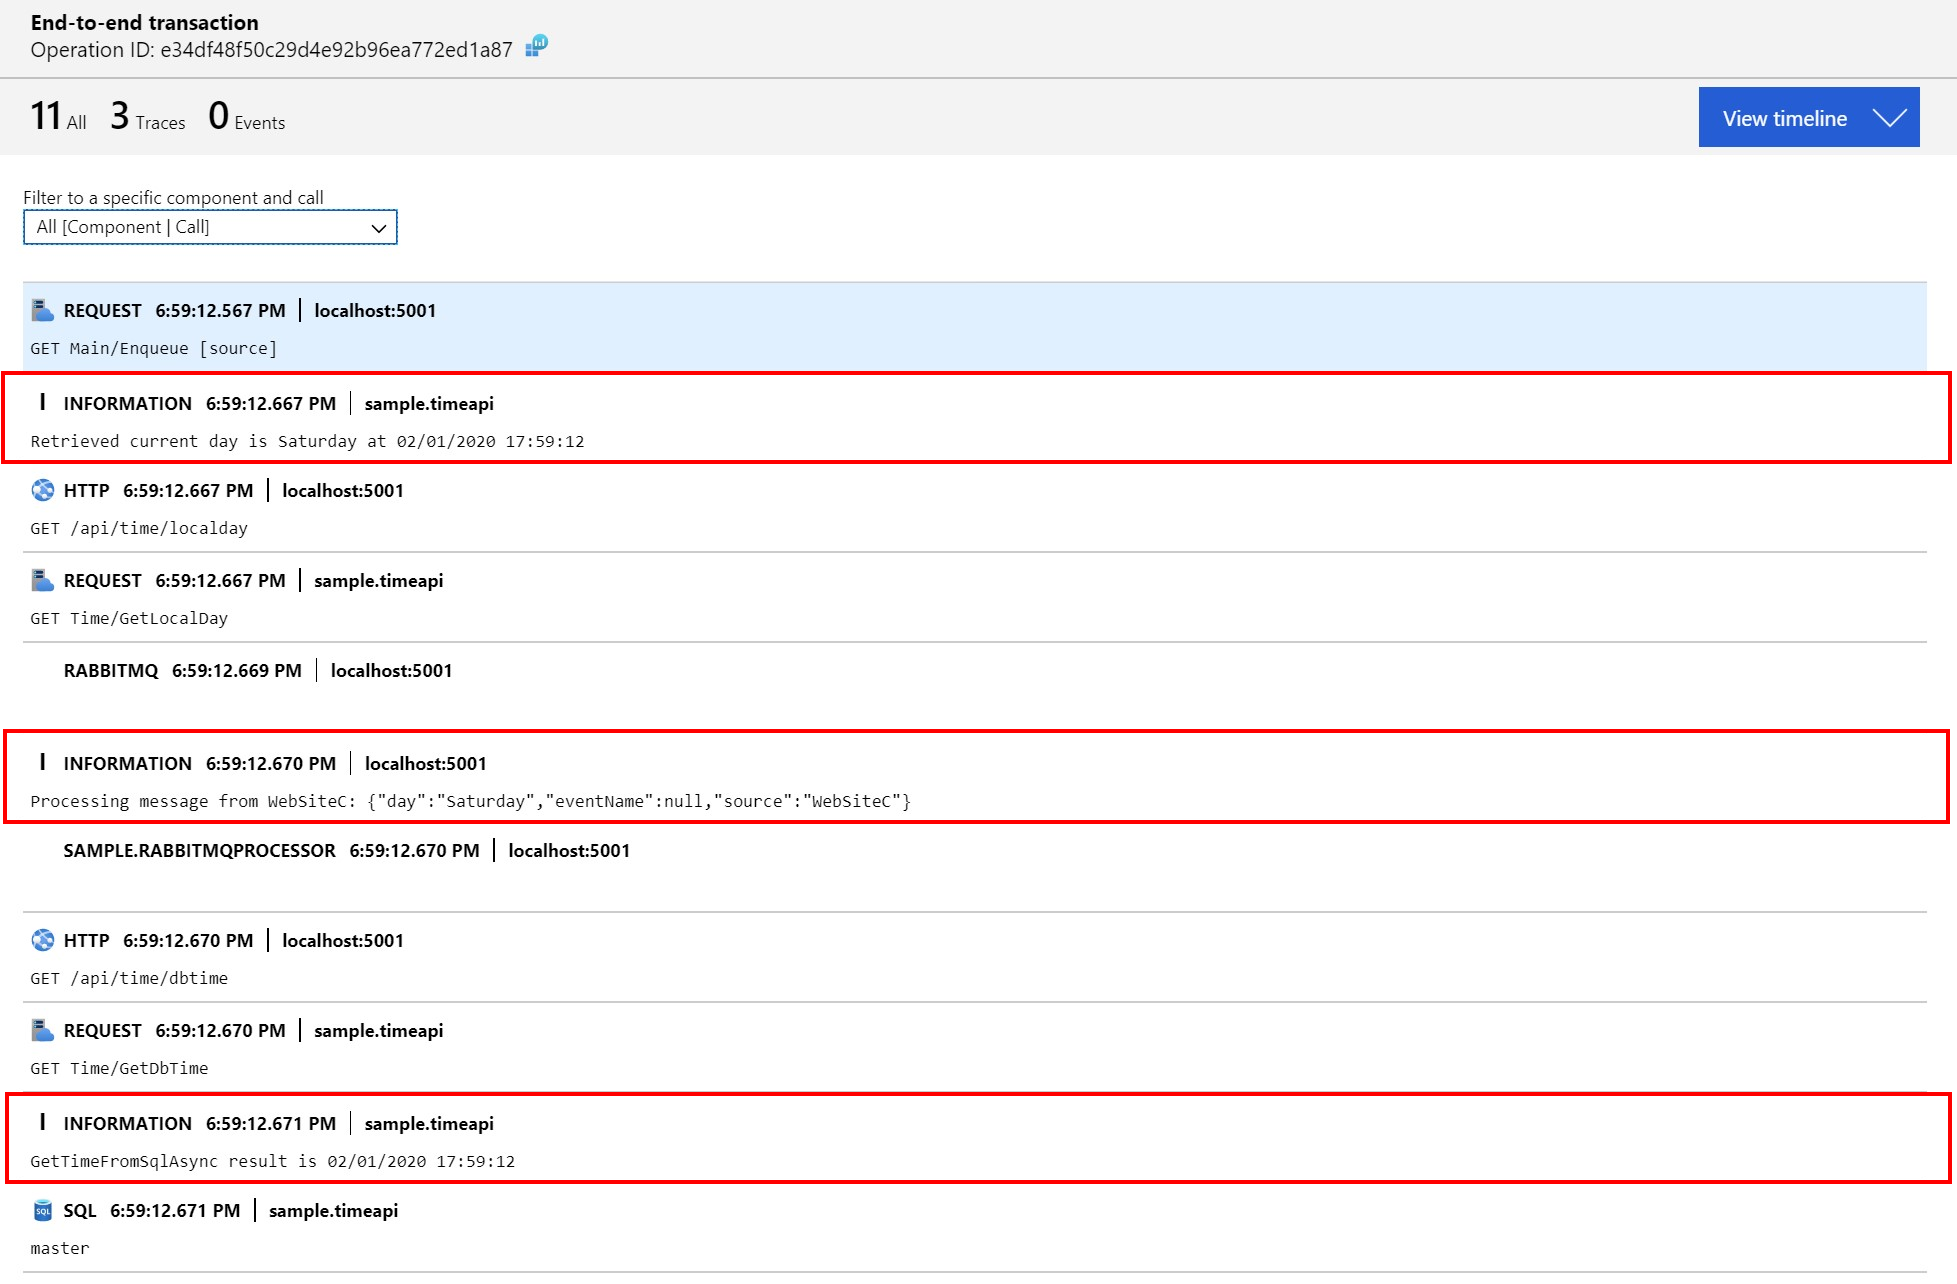 End-to-end transaction
Operation ID: e34df48f50c29d4e92b96ea772ed1a87
11 All 3 Traces 0 Events
View timeline
Filter to a specific component and call
All [Component | Call]
REQUEST 6:59:12.567 PM | localhost:5001
GET Main/Enqueue [source]
I INFORMATION 6:59:12.667 PM | sample.timeapi
Retrieved current day is Saturday at 02/01/2020 17:59:12
HTTP 6:59:12.667 PM | localhost:5001
GET /api/time/localday
REQUEST 6:59:12.667 PM | sample.timeapi
GET Time/GetLocalDay
RABBITMQ 6:59:12.669 PM | localhost:5001
I INFORMATION 6:59:12.670 PM | localhost:5001
Processing message from WebSiteC: {"day":"Saturday","eventName":null,"source":"WebSiteC"}
SAMPLE.RABBITMQPROCESSOR 6:59:12.670 PM | localhost:5001
HTTP 6:59:12.670 PM | localhost:5001
GET /api/time/dbtime
REQUEST 6:59:12.670 PM | sample.timeapi
GET Time/GetDbTime
I INFORMATION 6:59:12.671 PM | sample.timeapi
GetTimeFromSqlAsync result is 02/01/2020 17:59:12
SQL SQL 6:59:12.671 PM | sample.timeapi
master